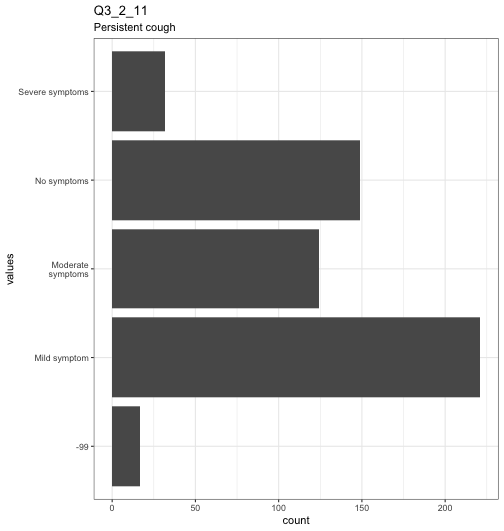 Q3_2_11
Persistent cough
Severe symptoms
No symptoms
Moderate
symptoms
Mild symptom
-99
values
0 50 100 150 200
count